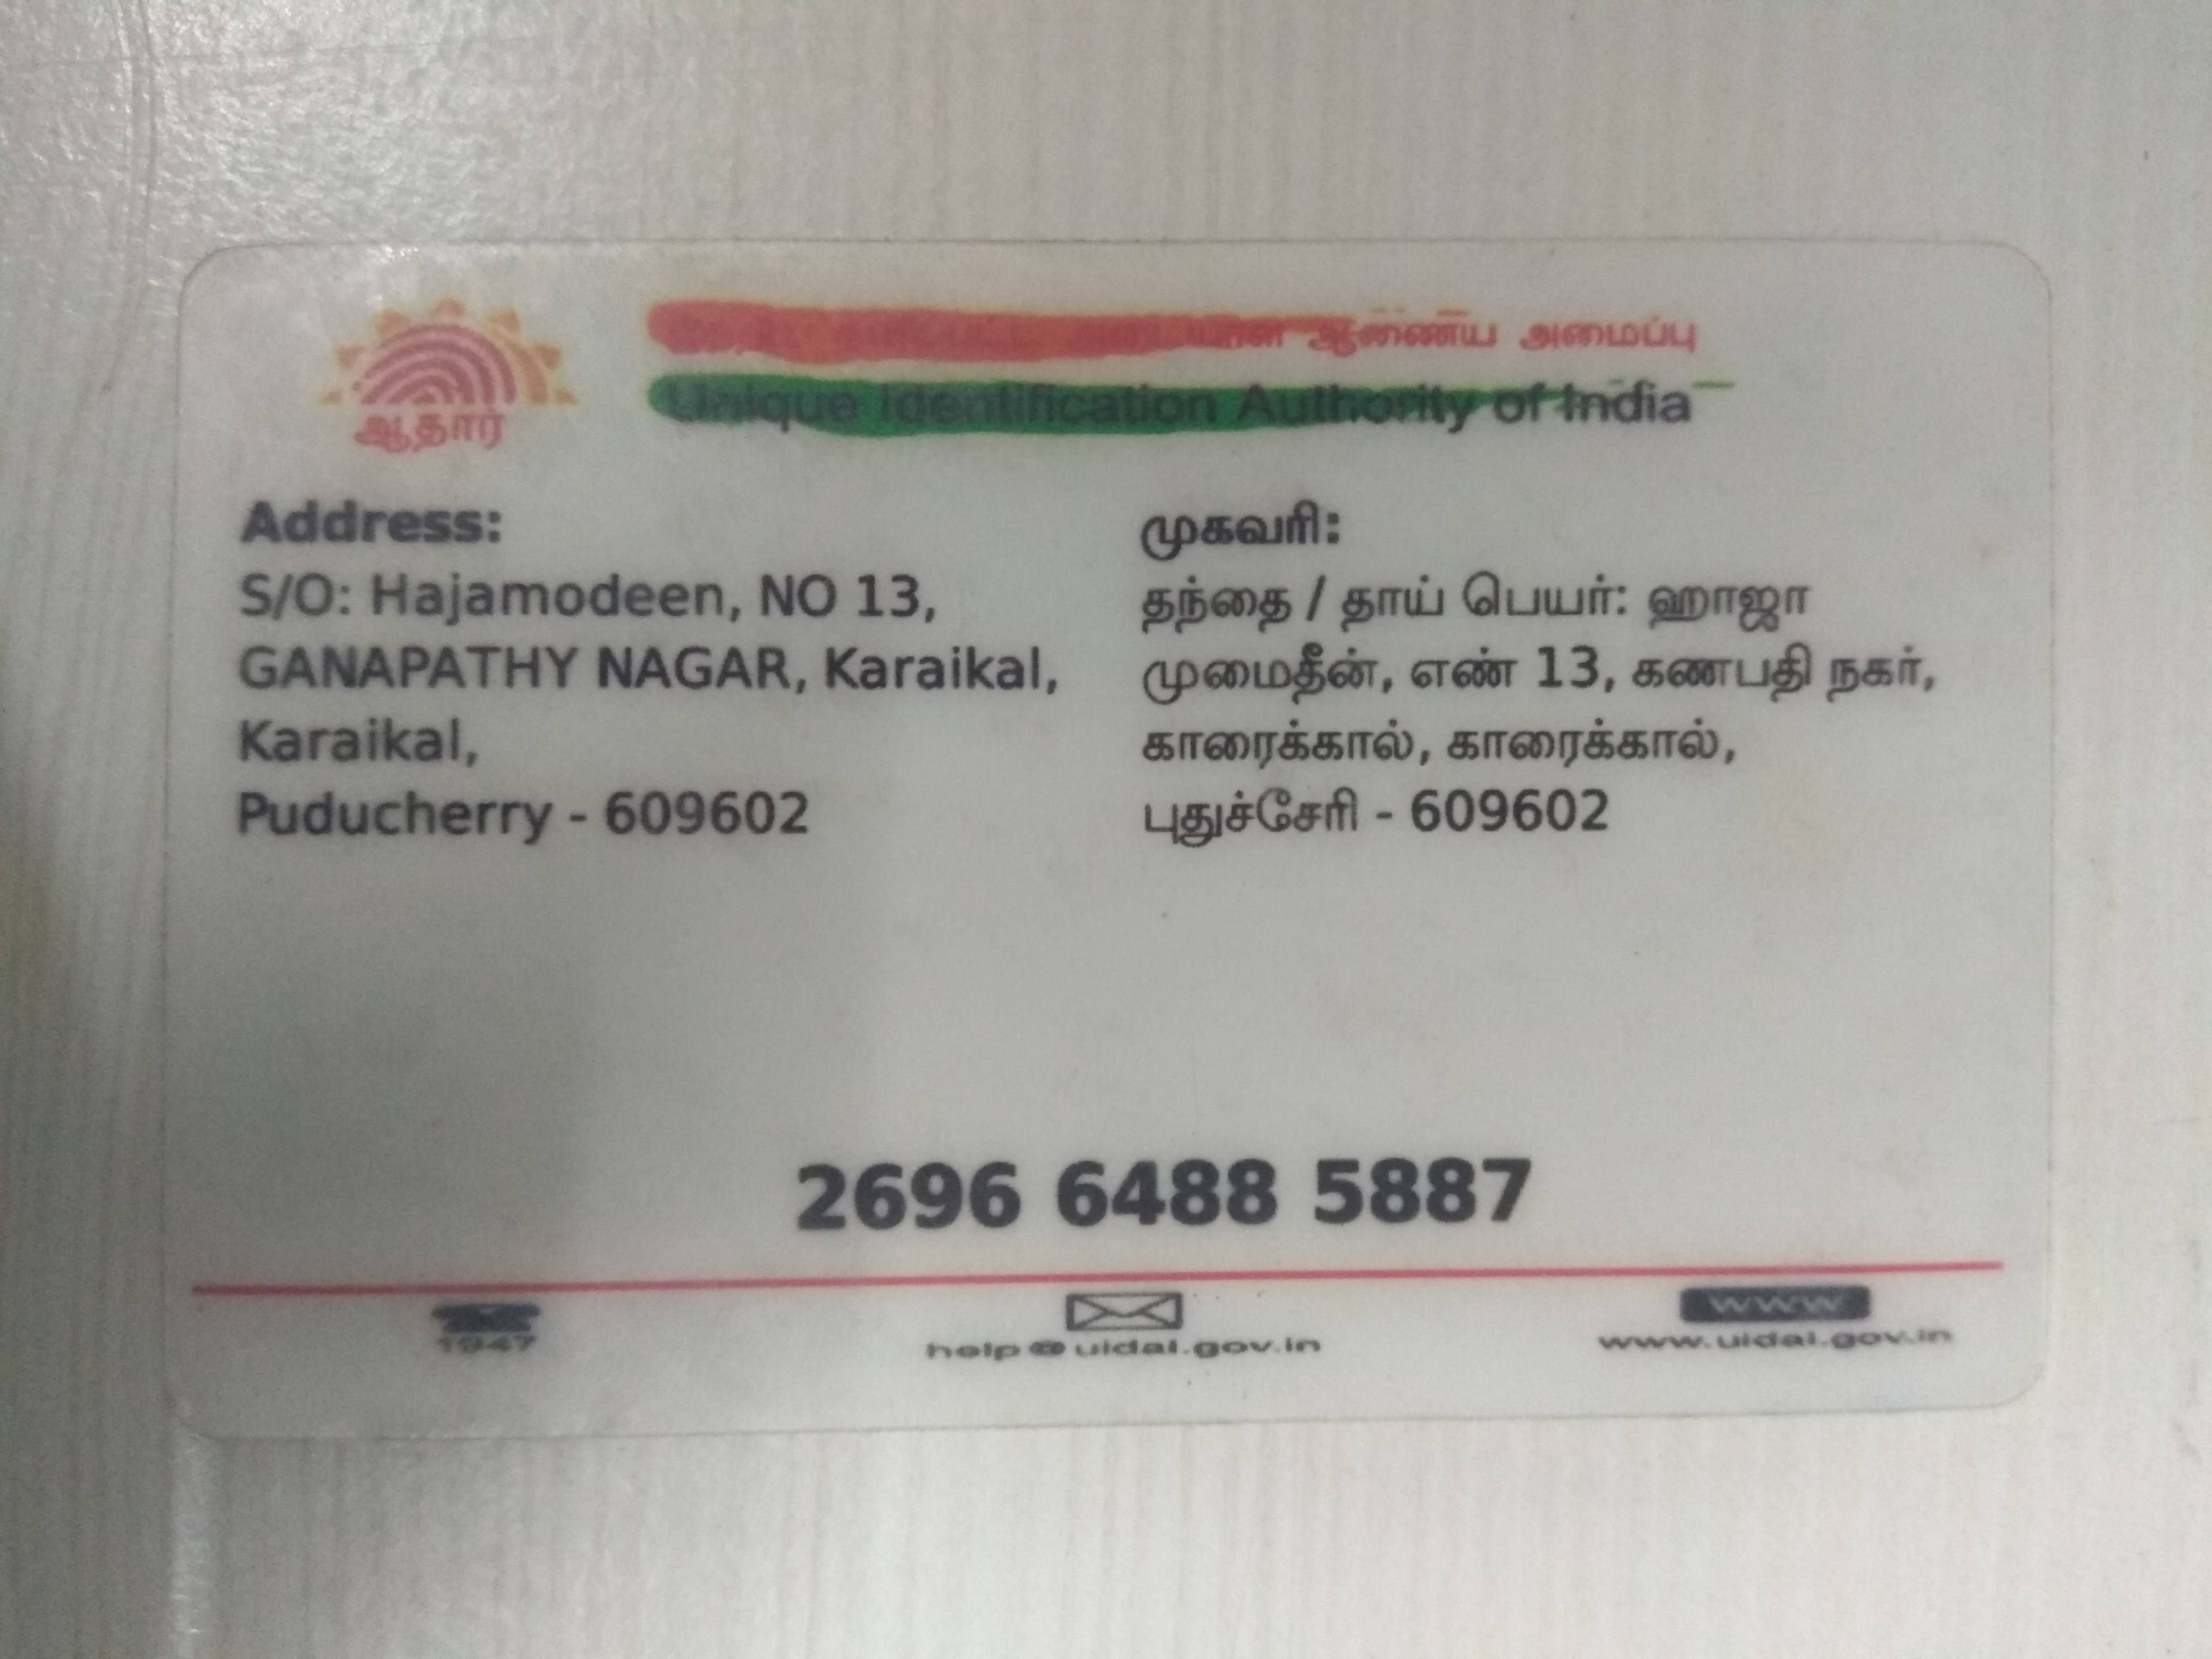 ஆதார்
ஆணைய அமைப்பு
Unique Identification Authority of India
Address:
S/O: Hajamodeen, NO 13,
GANAPATHY NAGAR, Karaikal,
Karaikal,
Puducherry - 609602
முகவரி:
தந்தை / தாய் பெயர்: ஹாஜா
முமைதீன், எண் 13, கணபதி நகர்,
காரைக்கால், காரைக்கால்,
புதுச்சேரி - 609602
2696 6488 5887
1947
help@uidai.gov.in
www
www.uidai.gov.in